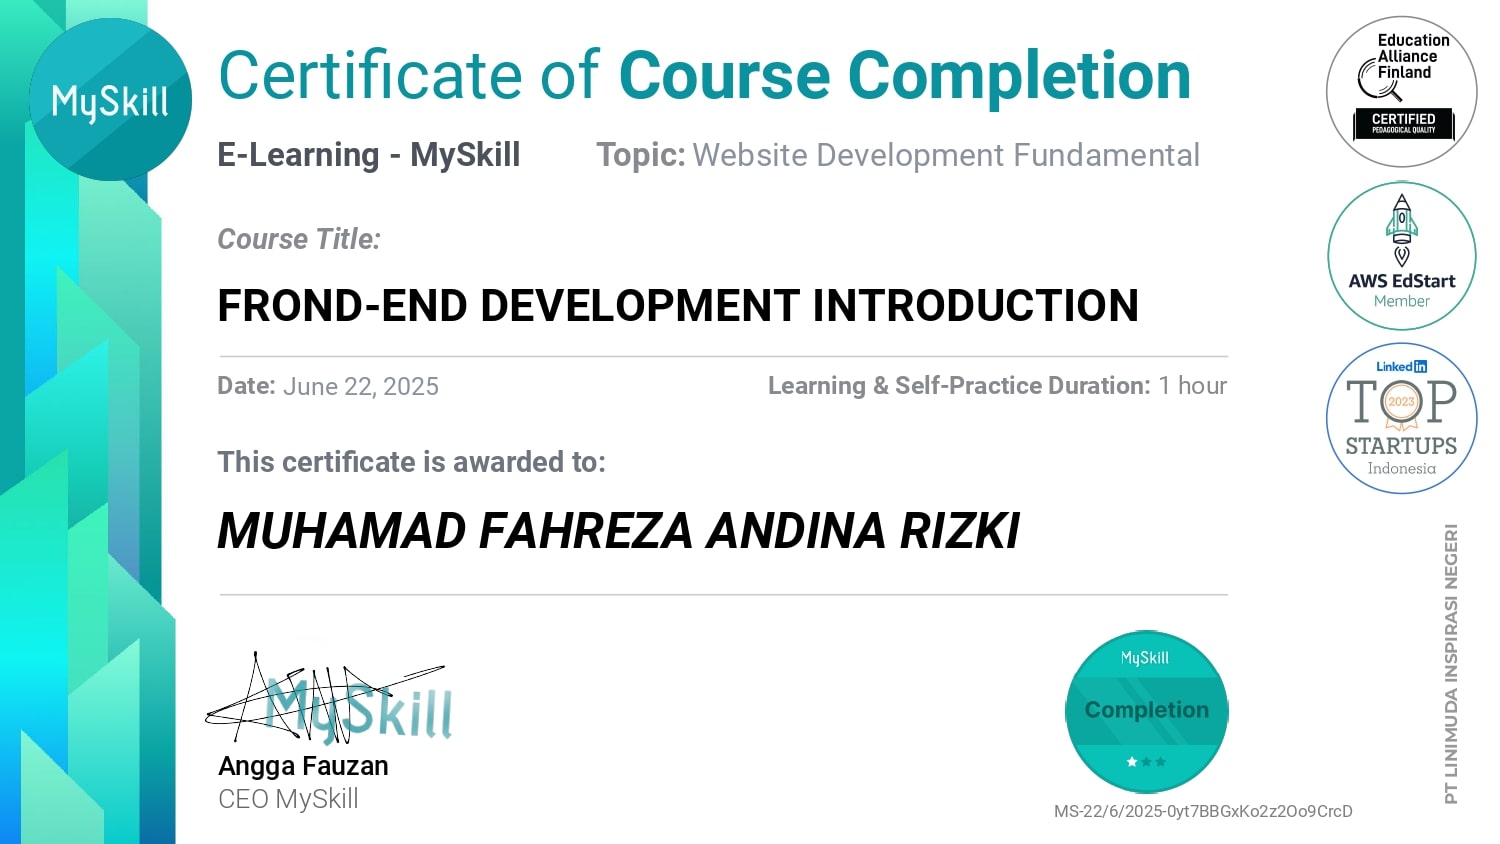 MySkill
Certificate of Course Completion
E-Learning - MySkill
Topic: Website Development Fundamental
Course Title:
FROND-END DEVELOPMENT INTRODUCTION
Date: June 22, 2025
Learning & Self-Practice Duration: 1 hour
This certificate is awarded to:
MUHAMAD FAHREZA ANDINA RIZKI
MySkill
Angga Fauzan
CEO MySkill
MySkill
Completion
MS-22/6/2025-0yt7BBGxKo2z2Oo9CrcD
Education
Alliance
Finland
CERTIFIED
PEDAGOGICAL QUALITY
AWS EdStart
Member
LinkedIn
TOP
2023
STARTUPS
Indonesia
PT LINIMUDA INSPIRASI NEGERI